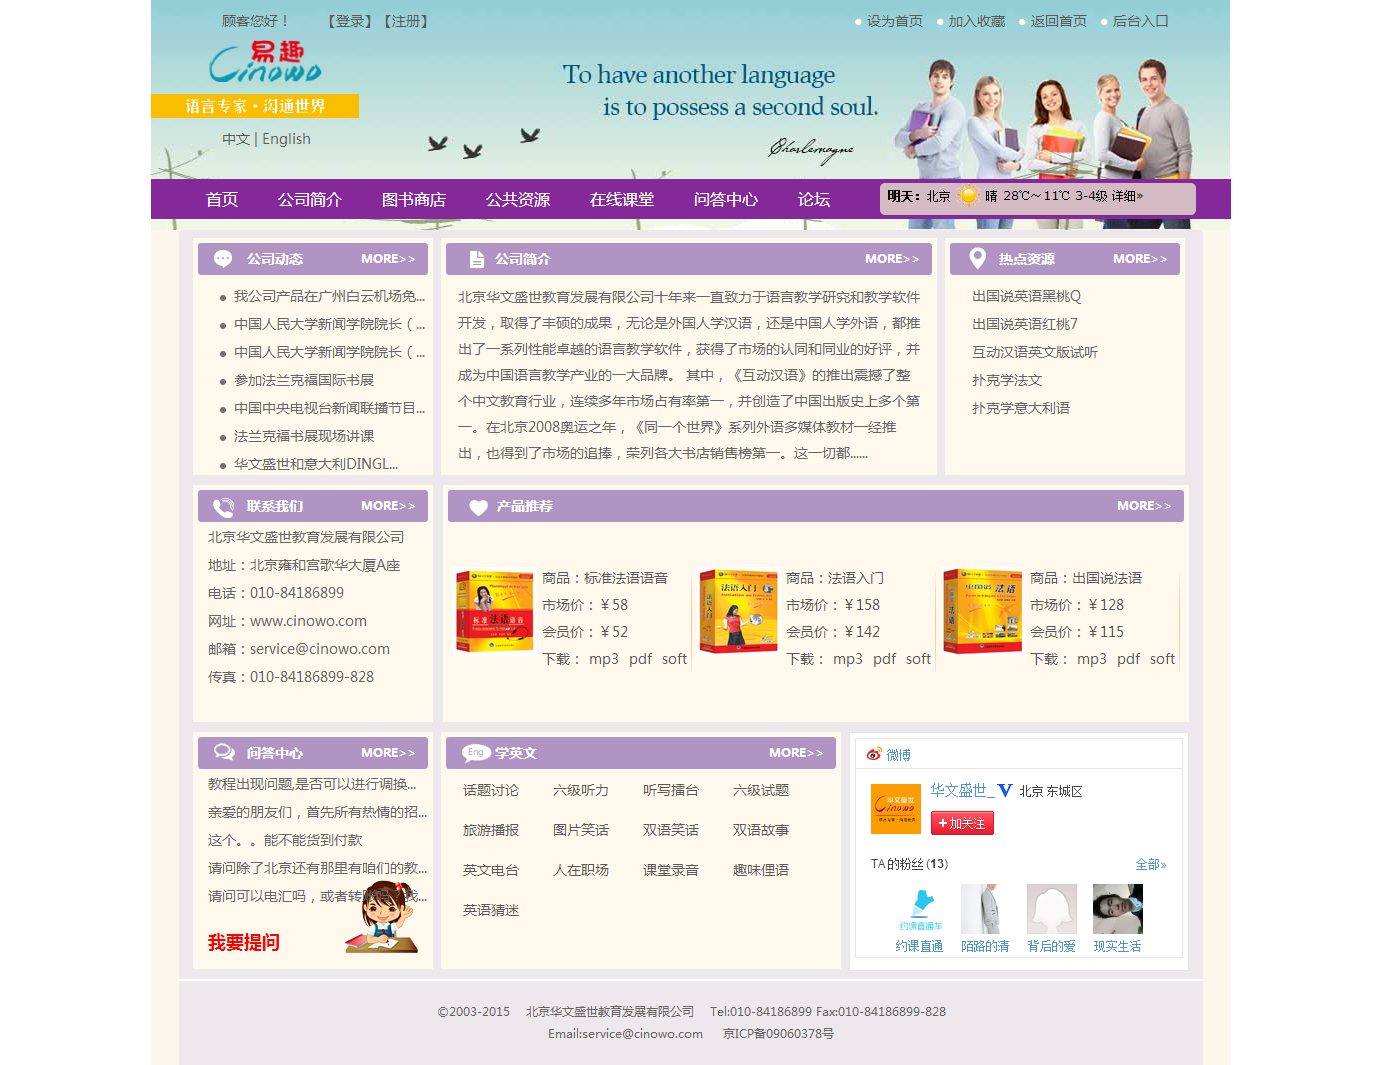 顾客您好！ 【登录】【注册】
设为首页 加入收藏 返回首页 后台入口
易趣
Cinowo
语言专家·沟通世界
中文 | English
To have another language
is to possess a second soul.
Charlemagne
首页 公司简介 图书商店 公共资源 在线课堂 问答中心 论坛
明天: 北京 晴 28℃～11℃ 3-4级 详细»
公司动态 MORE>>
我公司产品在广州白云机场免...
中国人民大学新闻学院院长（...
中国人民大学新闻学院院长（...
参加法兰克福国际书展
中国中央电视台新闻联播节目...
法兰克福书展现场讲课
华文盛世和意大利DINGL...
公司简介 MORE>>
北京华文盛世教育发展有限公司十年来一直致力于语言教学研究和教学软件
开发，取得了丰硕的成果，无论是外国人学汉语，还是中国人学外语，都推
出了一系列性能卓越的语言教学软件，获得了市场的认同和同业的好评，并
成为中国语言教学产业的一大品牌。 其中，《互动汉语》的推出震撼了整
个中文教育行业，连续多年市场占有率第一，并创造了中国出版史上多个第
一。在北京2008奥运之年，《同一个世界》系列外语多媒体教材一经推
出，也得到了市场的追捧，荣列各大书店销售榜第一。这一切都......
热点资源 MORE>>
出国说英语黑桃Q
出国说英语红桃7
互动汉语英文版试听
扑克学法文
扑克学意大利语
联系我们 MORE>>
北京华文盛世教育发展有限公司
地址：北京雍和宫歌华大厦A座
电话：010-84186899
网址：www.cinowo.com
邮箱：service@cinowo.com
传真：010-84186899-828
产品推荐 MORE>>
标准法语语音
商品：标准法语语音
市场价：￥58
会员价：￥52
下载： mp3 pdf soft
法语入门
商品：法语入门
市场价：￥158
会员价：￥142
下载： mp3 pdf soft
出国说法语
商品：出国说法语
市场价：￥128
会员价：￥115
下载： mp3 pdf soft
问答中心 MORE>>
教程出现问题,是否可以进行调换...
亲爱的朋友们，首先所有热情的招...
这个。。能不能货到付款
请问除了北京还有那里有咱们的教...
请问可以电汇吗，或者转账吗？我...
我要提问
Eng 学英文 MORE>>
话题讨论 六级听力 听写擂台 六级试题
旅游播报 图片笑话 双语笑话 双语故事
英文电台 人在职场 课堂录音 趣味俚语
英语猜迷
微博
华文盛世
华文盛世_V 北京 东城区
+加关注
TA的粉丝(13) 全部»
约课直通车
约课直通 陌路的清 背后的爱 现实生活
©2003-2015 北京华文盛世教育发展有限公司 Tel:010-84186899 Fax:010-84186899-828
Email:service@cinowo.com 京ICP备09060378号